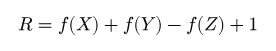 R = f(X) + f(Y) − f(Z) + 1